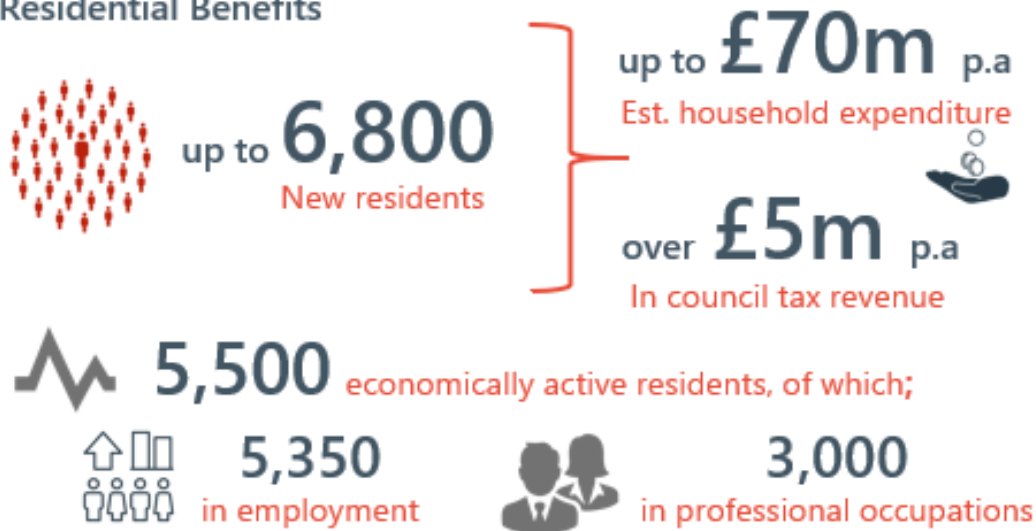 Residential Benefits
up to 6,800
New residents
up to £70m p.a
Est. household expenditure
over £5m p.a
In council tax revenue
5,500 economically active residents, of which;
5,350
in employment
3,000
in professional occupations